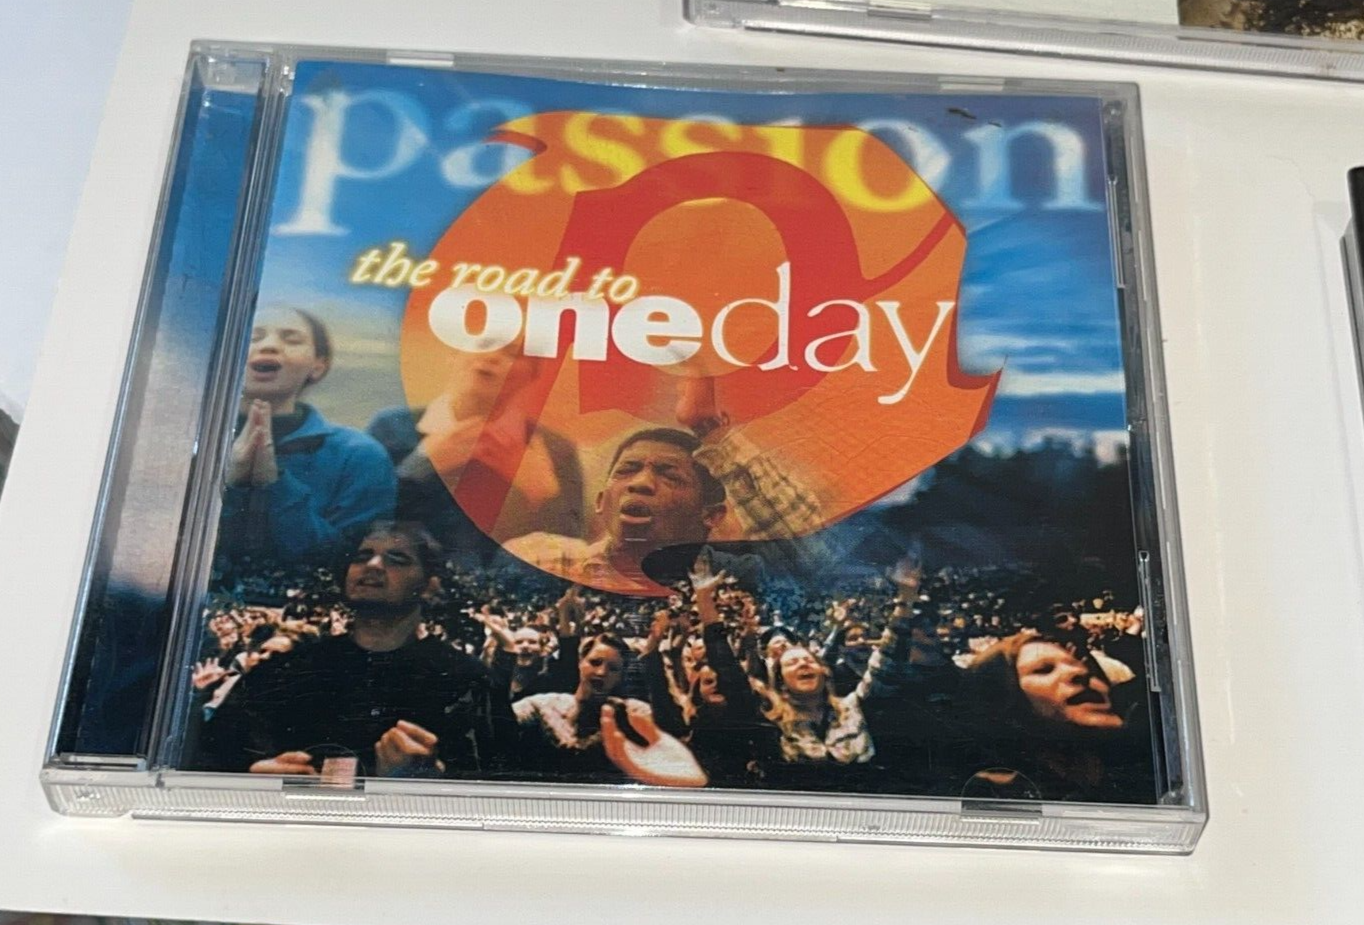 passion
the road to
oneday